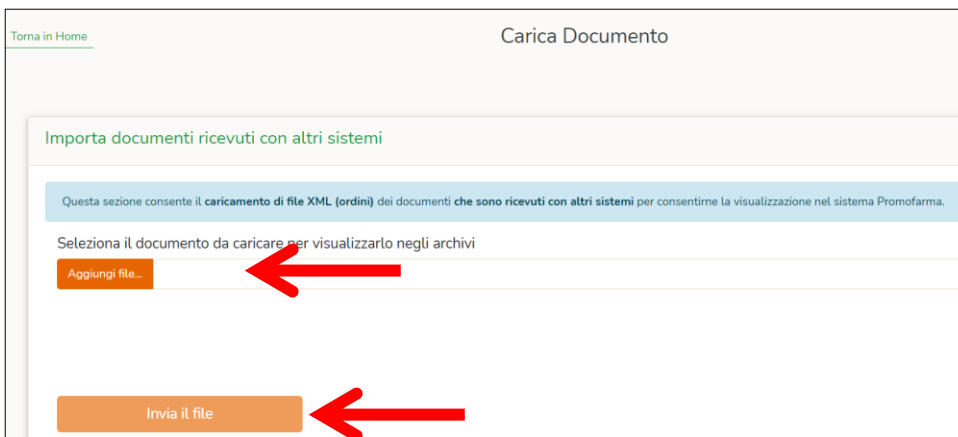 Torna in Home
Carica Documento
Importa documenti ricevuti con altri sistemi
Questa sezione consente il caricamento di file XML (ordini) dei documenti che sono ricevuti con altri sistemi per consentirne la visualizzazione nel sistema Promofarma.
Seleziona il documento da caricare per visualizzarlo negli archivi
Aggiungi file...
Invia il file